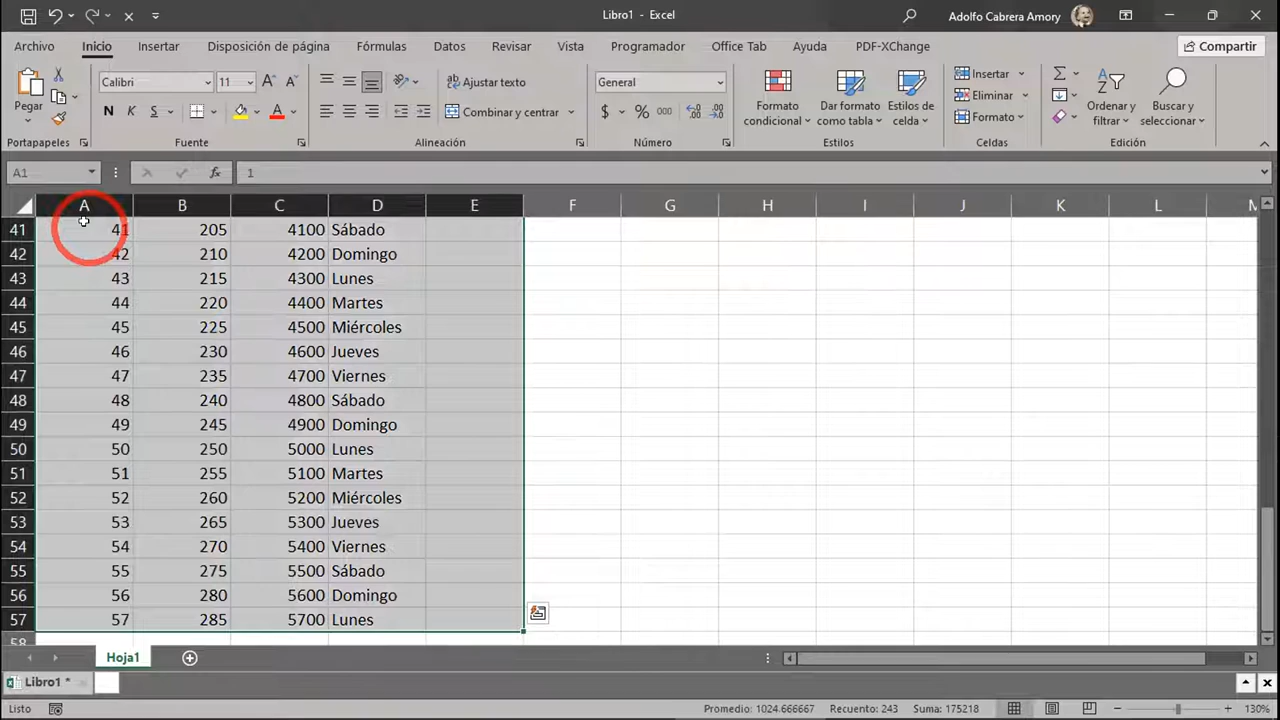 Libro1 - Excel
Adolfo Cabrera Amory
Archivo Inicio Insertar Disposición de página Fórmulas Datos Revisar Vista Programador Office Tab Ayuda PDF-XChange Compartir
Pegar
Calibri 11
N K S A
ab Ajustar texto
Combinar y centrar
General
$ % 000
Formato condicional
Dar formato como tabla
Estilos de celda
Insertar
Eliminar
Formato
Ordenar y filtrar
Buscar y seleccionar
Portapapeles Fuente Alineación Número Estilos Celdas Edición
A1 fx 1
A B C D E F G H I J K L M
41 41 205 4100 Sábado
42 42 210 4200 Domingo
43 43 215 4300 Lunes
44 44 220 4400 Martes
45 45 225 4500 Miércoles
46 46 230 4600 Jueves
47 47 235 4700 Viernes
48 48 240 4800 Sábado
49 49 245 4900 Domingo
50 50 250 5000 Lunes
51 51 255 5100 Martes
52 52 260 5200 Miércoles
53 53 265 5300 Jueves
54 54 270 5400 Viernes
55 55 275 5500 Sábado
56 56 280 5600 Domingo
57 57 285 5700 Lunes
58
Hoja1
Libro1 *
Listo Promedio: 1024.666667 Recuento: 243 Suma: 175218 130%